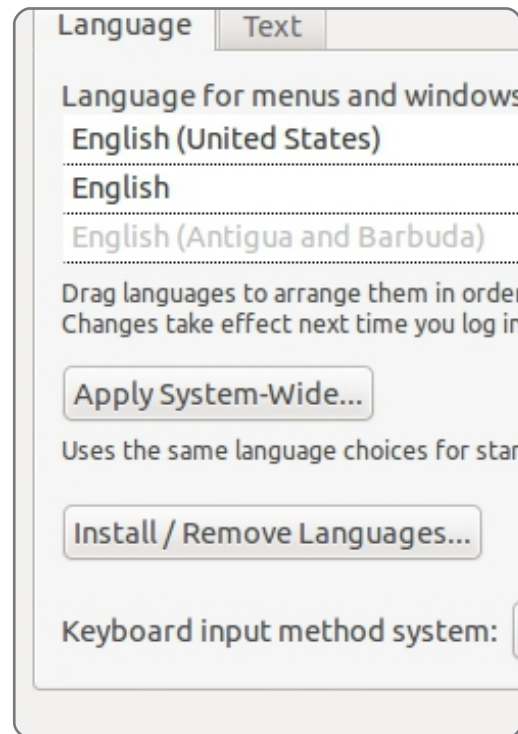 Language Text
Language for menus and windows
English (United States)
English
English (Antigua and Barbuda)
Drag languages to arrange them in order
Changes take effect next time you log in
Apply System-Wide...
Uses the same language choices for star
Install / Remove Languages...
Keyboard input method system: